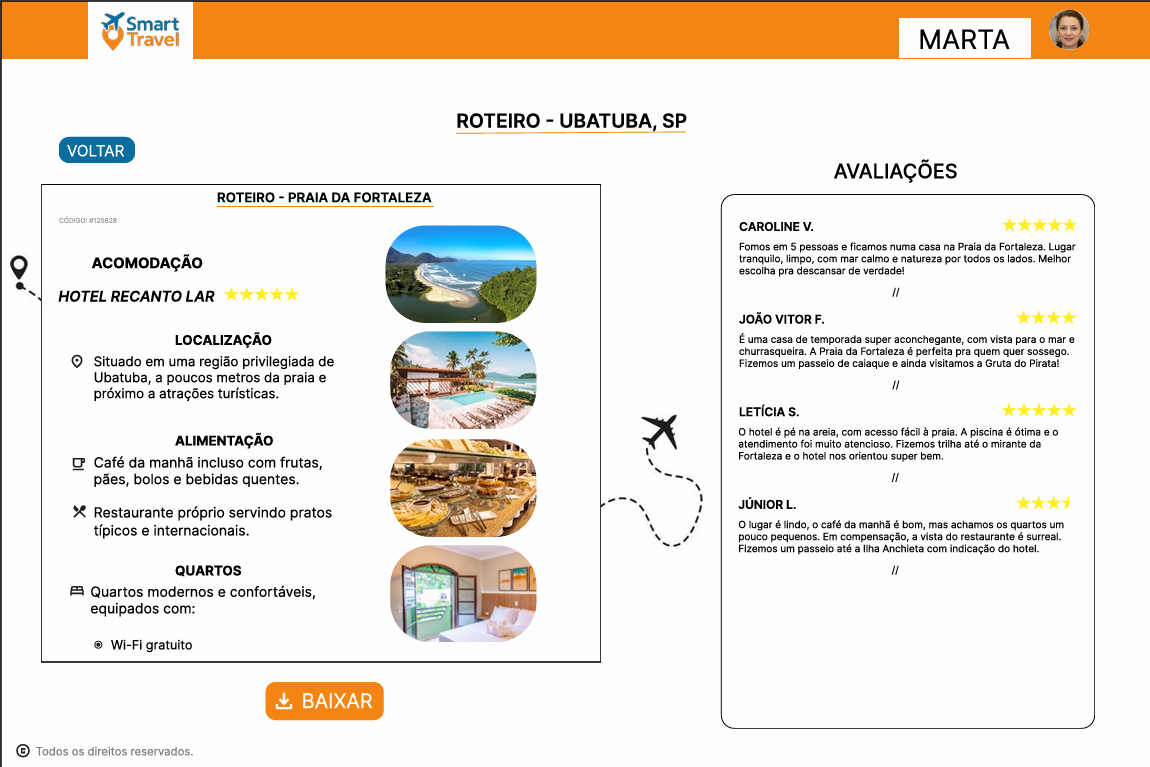 Smart
Travel
MARTA
ROTEIRO - UBATUBA, SP
VOLTAR
ROTEIRO - PRAIA DA FORTALEZA
CÓDIGO: #125628
ACOMODAÇÃO
HOTEL RECANTO LAR
LOCALIZAÇÃO
Situado em uma região privilegiada de
Ubatuba, a poucos metros da praia e
próximo a atrações turísticas.
ALIMENTAÇÃO
Café da manhã incluso com frutas,
pães, bolos e bebidas quentes.
Restaurante próprio servindo pratos
típicos e internacionais.
QUARTOS
Quartos modernos e confortáveis,
equipados com:
Wi-Fi gratuito
BAIXAR
AVALIAÇÕES
CAROLINE V.
Fomos em 5 pessoas e ficamos numa casa na Praia da Fortaleza. Lugar
tranquilo, limpo, com mar calmo e natureza por todos os lados. Melhor
escolha pra descansar de verdade!
//
JOÃO VITOR F.
É uma casa de temporada super aconchegante, com vista para o mar e
churrasqueira. A Praia da Fortaleza é perfeita pra quem quer sossego.
Fizemos um passeio de caiaque e ainda visitamos a Gruta do Pirata!
//
LETÍCIA S.
O hotel é pé na areia, com acesso fácil à praia. A piscina é ótima e o
atendimento foi muito atencioso. Fizemos trilha até o mirante da
Fortaleza e o hotel nos orientou super bem.
//
JÚNIOR L.
O lugar é lindo, o café da manhã é bom, mas achamos os quartos um
pouco pequenos. Em compensação, a vista do restaurante é surreal.
Fizemos um passeio até a Ilha Anchieta com indicação do hotel.
//
© Todos os direitos reservados.